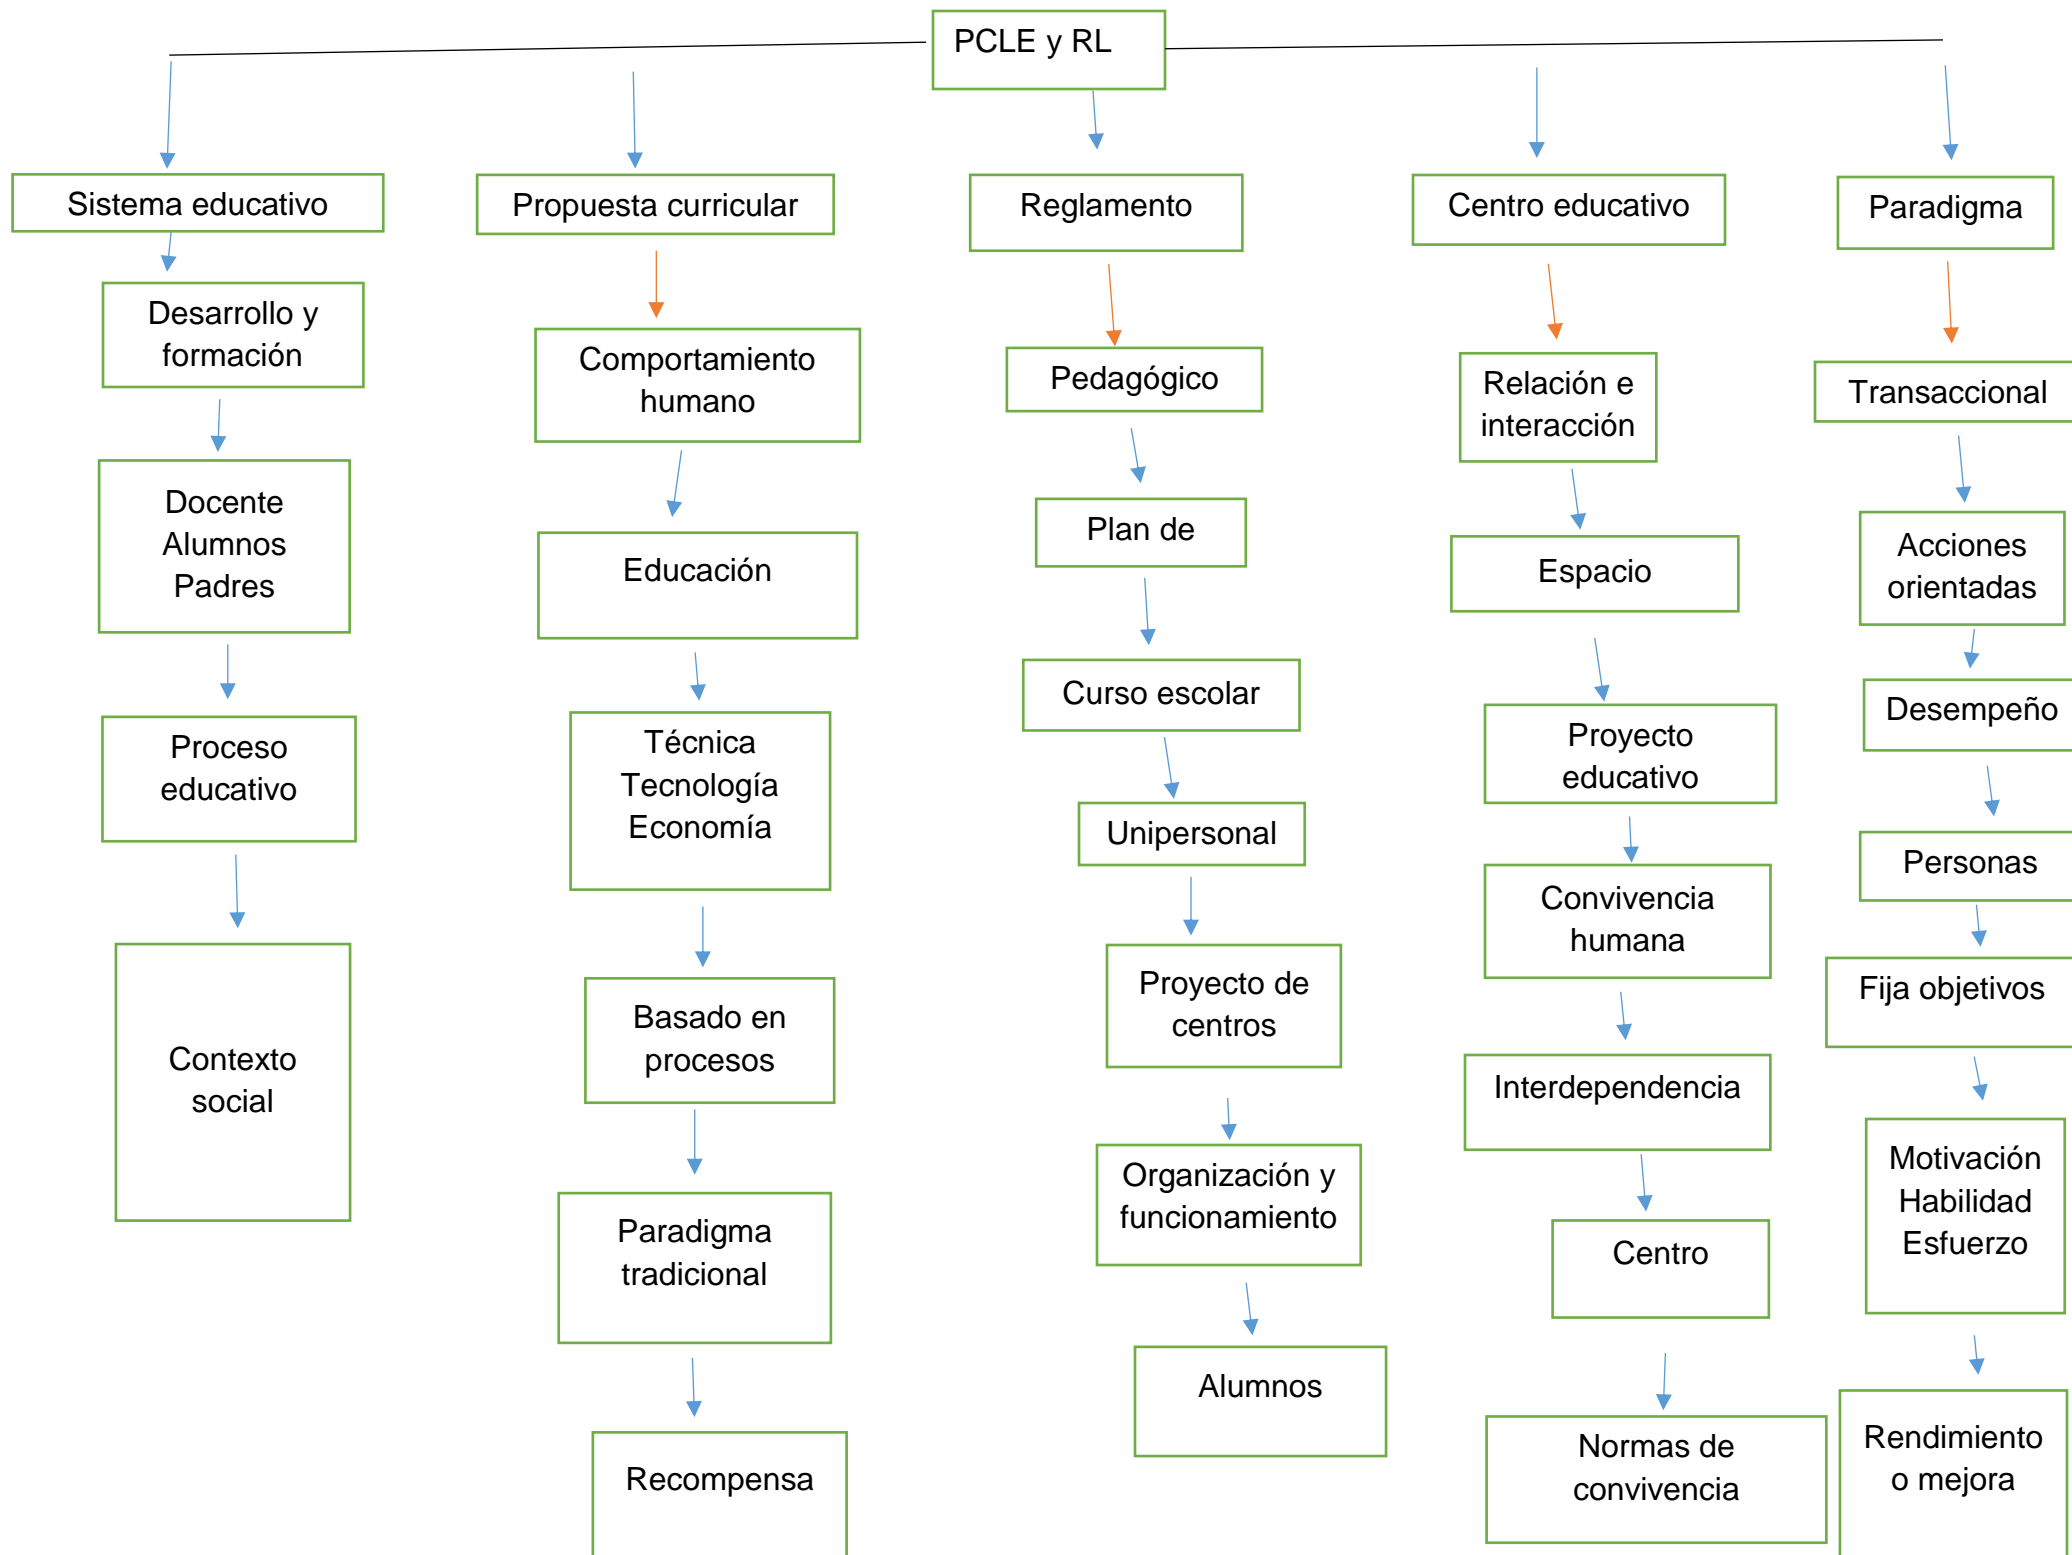 PCLE y RL
Sistema educativo
Desarrollo y
formación
Docente
Alumnos
Padres
Proceso
educativo
Contexto
social
Propuesta curricular
Comportamiento
humano
Educación
Técnica
Tecnología
Economía
Basado en
procesos
Paradigma
tradicional
Recompensa
Reglamento
Pedagógico
Plan de
Curso escolar
Unipersonal
Proyecto de
centros
Organización y
funcionamiento
Alumnos
Centro educativo
Relación e
interacción
Espacio
Proyecto
educativo
Convivencia
humana
Interdependencia
Centro
Normas de
convivencia
Paradigma
Transaccional
Acciones
orientadas
Desempeño
Personas
Fija objetivos
Motivación
Habilidad
Esfuerzo
Rendimiento
o mejora